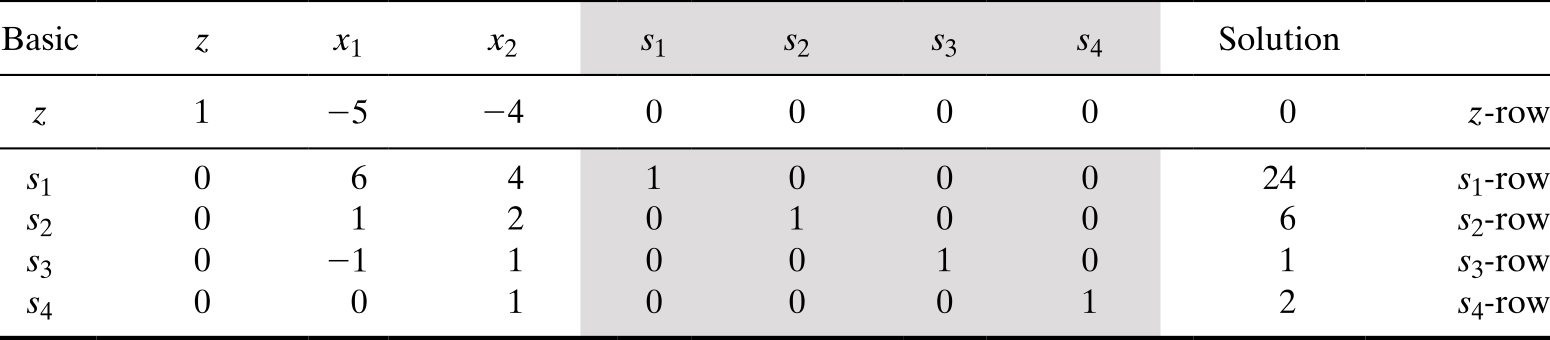 Basic z x1 x2 s1 s2 s3 s4 Solution
z 1 −5 −4 0 0 0 0 0 z-row
s1 0 6 4 1 0 0 0 24 s1-row
s2 0 1 2 0 1 0 0 6 s2-row
s3 0 −1 1 0 0 1 0 1 s3-row
s4 0 0 1 0 0 0 1 2 s4-row